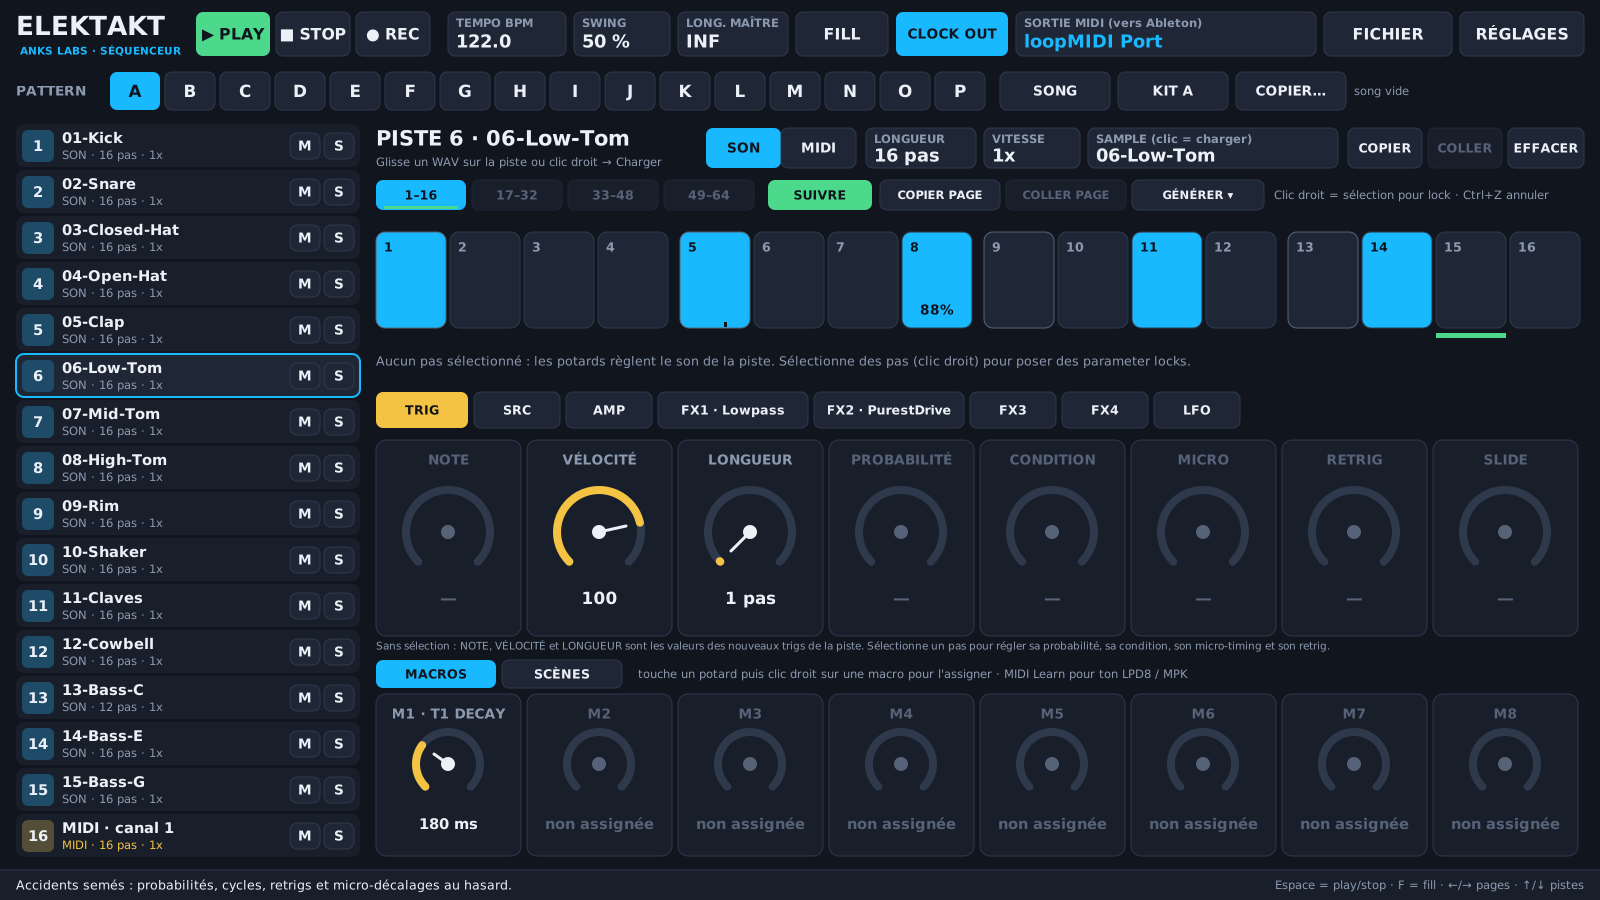 ELEKTAKT
ANKS LABS · SÉQUENCEUR
▶ PLAY
■ STOP
● REC
TEMPO BPM
122.0
SWING
50 %
LONG. MAÎTRE
INF
FILL
CLOCK OUT
SORTIE MIDI (vers Ableton)
loopMIDI Port
FICHIER
RÉGLAGES
PATTERN
A B C D E F G H I J K L M N O P
SONG
KIT A
COPIER...
song vide
1
01-Kick
SON · 16 pas · 1x
M S
2
02-Snare
SON · 16 pas · 1x
M S
3
03-Closed-Hat
SON · 16 pas · 1x
M S
4
04-Open-Hat
SON · 16 pas · 1x
M S
5
05-Clap
SON · 16 pas · 1x
M S
6
06-Low-Tom
SON · 16 pas · 1x
M S
7
07-Mid-Tom
SON · 16 pas · 1x
M S
8
08-High-Tom
SON · 16 pas · 1x
M S
9
09-Rim
SON · 16 pas · 1x
M S
10
10-Shaker
SON · 16 pas · 1x
M S
11
11-Claves
SON · 16 pas · 1x
M S
12
12-Cowbell
SON · 16 pas · 1x
M S
13
13-Bass-C
SON · 12 pas · 1x
M S
14
14-Bass-E
SON · 16 pas · 1x
M S
15
15-Bass-G
SON · 16 pas · 1x
M S
16
MIDI · canal 1
MIDI · 16 pas · 1x
M S
PISTE 6 · 06-Low-Tom
Glisse un WAV sur la piste ou clic droit → Charger
SON
MIDI
LONGUEUR
16 pas
VITESSE
1x
SAMPLE (clic = charger)
06-Low-Tom
COPIER
COLLER
EFFACER
1–16
17–32
33–48
49–64
SUIVRE
COPIER PAGE
COLLER PAGE
GÉNÉRER ▾
Clic droit = sélection pour lock · Ctrl+Z annuler
1 2 3 4 5 6 7 8 9 10 11 12 13 14 15 16
88%
Aucun pas sélectionné : les potards règlent le son de la piste. Sélectionne des pas (clic droit) pour poser des parameter locks.
TRIG
SRC
AMP
FX1 · Lowpass
FX2 · PurestDrive
FX3
FX4
LFO
NOTE
—
VÉLOCITÉ
100
LONGUEUR
1 pas
PROBABILITÉ
—
CONDITION
—
MICRO
—
RETRIG
—
SLIDE
—
Sans sélection : NOTE, VÉLOCITÉ et LONGUEUR sont les valeurs des nouveaux trigs de la piste. Sélectionne un pas pour régler sa probabilité, sa condition, son micro-timing et son retrig.
MACROS
SCÈNES
touche un potard puis clic droit sur une macro pour l'assigner · MIDI Learn pour ton LPD8 / MPK
M1 · T1 DECAY
180 ms
M2
non assignée
M3
non assignée
M4
non assignée
M5
non assignée
M6
non assignée
M7
non assignée
M8
non assignée
Accidents semés : probabilités, cycles, retrigs et micro-décalages au hasard.
Espace = play/stop · F = fill · ←/→ pages · ↑/↓ pistes